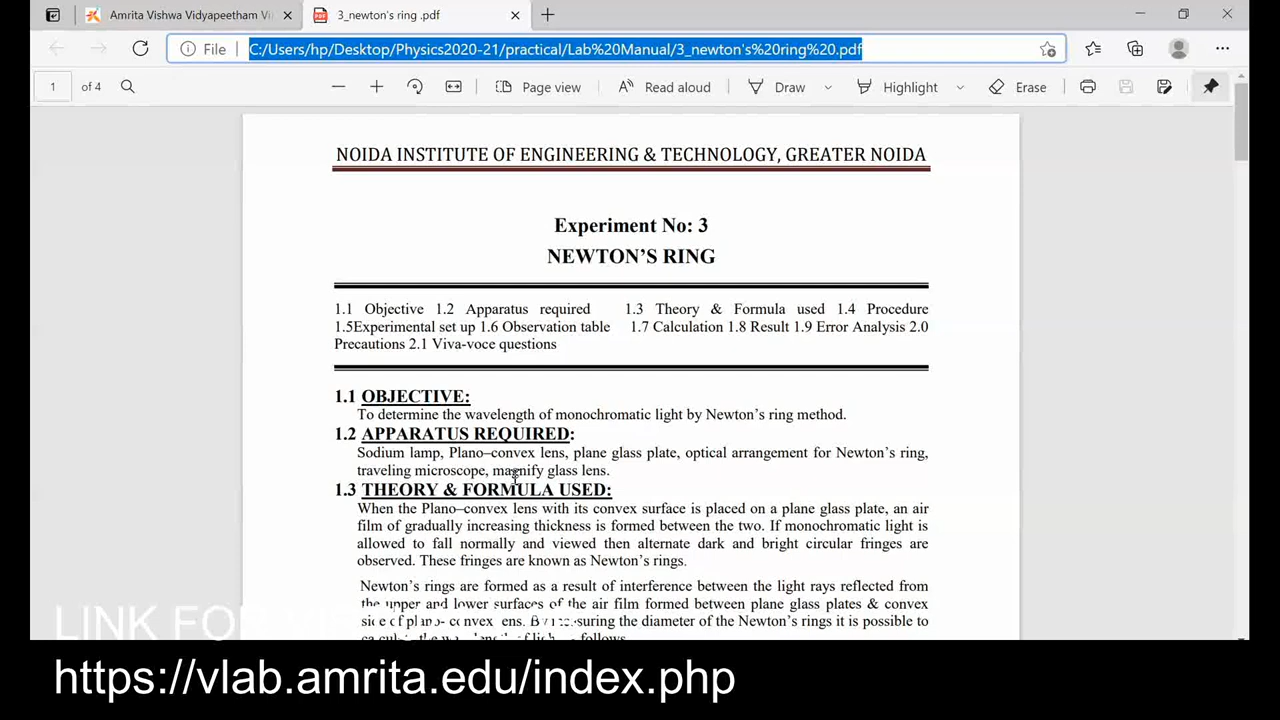 Amrita Vishwa Vidyapeetham Vi
3_newton's ring .pdf
File
C:/Users/hp/Desktop/Physics2020-21/practical/Lab%20Manual/3_newton's%20ring%20.pdf
1 of 4
Page view
Read aloud
Draw
Highlight
Erase
NOIDA INSTITUTE OF ENGINEERING & TECHNOLOGY, GREATER NOIDA
Experiment No: 3
NEWTON'S RING
1.1 Objective 1.2 Apparatus required 1.3 Theory & Formula used 1.4 Procedure
1.5Experimental set up 1.6 Observation table 1.7 Calculation 1.8 Result 1.9 Error Analysis 2.0
Precautions 2.1 Viva-voce questions
1.1 OBJECTIVE:
To determine the wavelength of monochromatic light by Newton's ring method.
1.2 APPARATUS REQUIRED:
Sodium lamp, Plano–convex lens, plane glass plate, optical arrangement for Newton's ring,
traveling microscope, magnify glass lens.
1.3 THEORY & FORMULA USED:
When the Plano–convex lens with its convex surface is placed on a plane glass plate, an air
film of gradually increasing thickness is formed between the two. If monochromatic light is
allowed to fall normally and viewed then alternate dark and bright circular fringes are
observed. These fringes are known as Newton's rings.
Newton's rings are formed as a result of interference between the light rays reflected from
the upper and lower surfaces of the air film formed between plane glass plates & convex
side of plano- convex lens. By measuring the diameter of the Newton's rings it is possible to
follows.
LINK FOR
https://vlab.amrita.edu/index.php